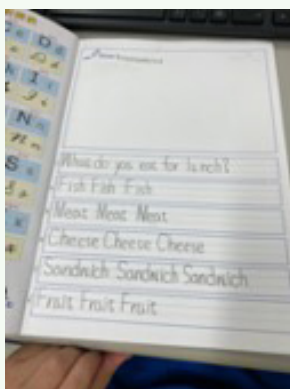 What do you eat for lunch?
Fish Fish Fish
Meat Meat Meat
Cheese Cheese Cheese
Sandwich Sandwich Sandwich
Fruit Fruit Fruit